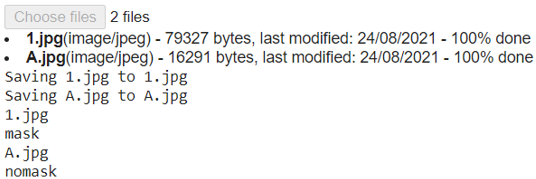 Choose files 2 files
• 1.jpg(image/jpeg) - 79327 bytes, last modified: 24/08/2021 - 100% done
• A.jpg(image/jpeg) - 16291 bytes, last modified: 24/08/2021 - 100% done
Saving 1.jpg to 1.jpg
Saving A.jpg to A.jpg
1.jpg
mask
A.jpg
nomask